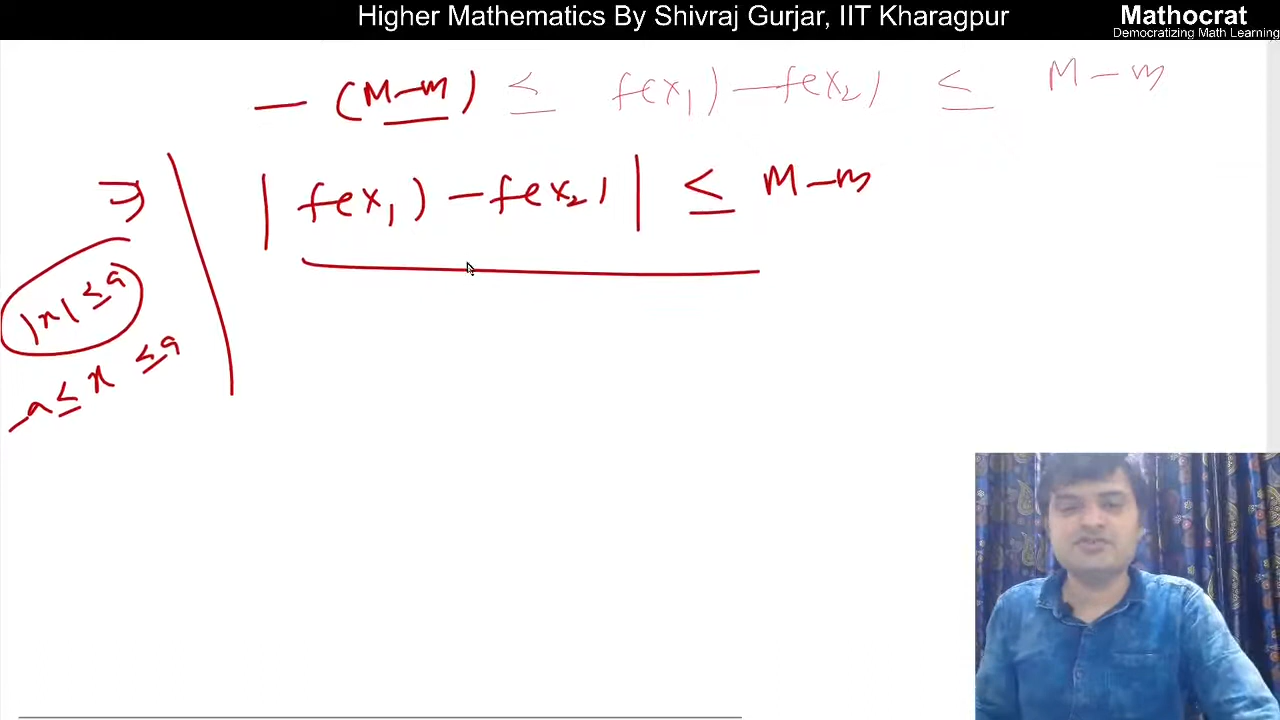 Higher Mathematics By Shivraj Gurjar, IIT Kharagpur
Mathocrat
Democratizing Math Learning
– (M–m) ≤ f(x₁) – f(x₂) ≤ M–m
⇒ | f(x₁) – f(x₂) | ≤ M–m
|x| ≤ a
–a ≤ x ≤ a